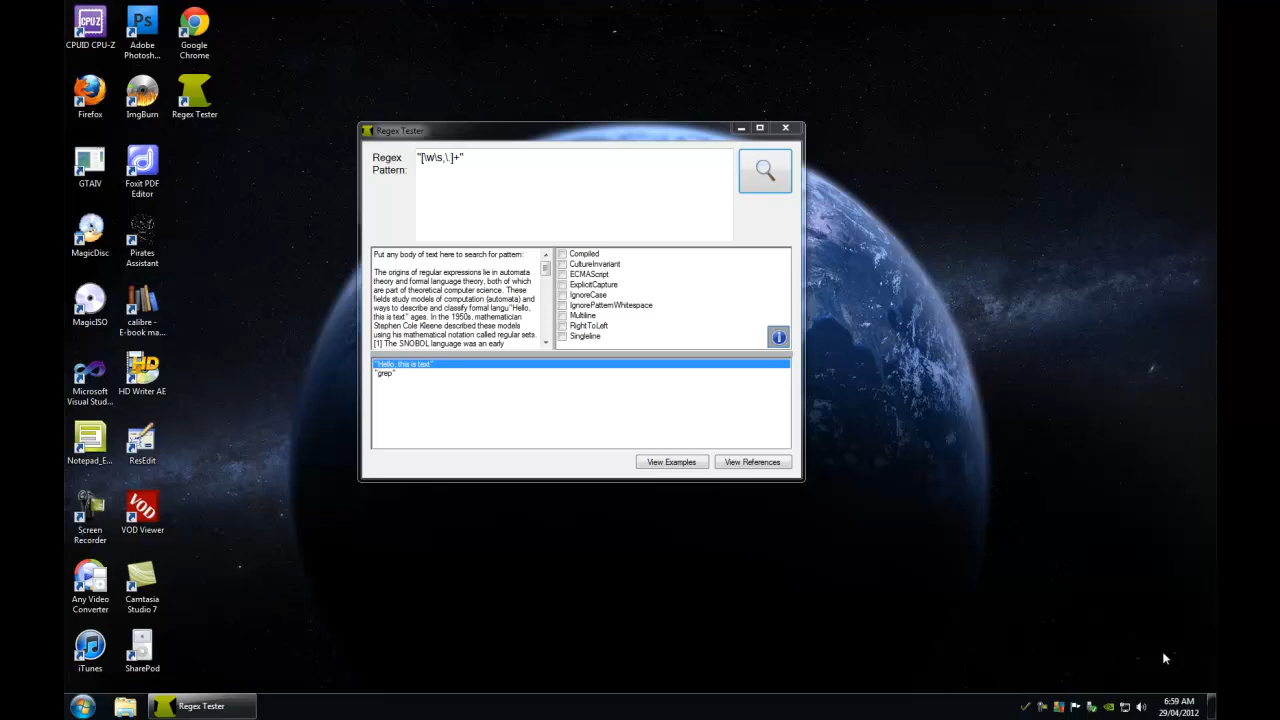 CPUID CPU-Z
Adobe
Photosh...
Google
Chrome
Firefox
ImgBurn
Regex Tester
GTAIV
Foxit PDF
Editor
MagicDisc
Pirates
Assistant
MagicISO
calibre -
E-book ma...
Microsoft
Visual Stud...
HD Writer AE
Notepad_E...
ResEdit
Screen
Recorder
VOD Viewer
Any Video
Converter
Camtasia
Studio 7
iTunes
SharePod
CPU-Z
Ps
HD
VOD
Regex Tester
Regex
Pattern:
"[\w\s,\.]+"
Put any body of text here to search for pattern:
The origins of regular expressions lie in automata
theory and formal language theory, both of which
are part of theoretical computer science. These
fields study models of computation (automata) and
ways to describe and classify formal langu"Hello,
this is text" ages. In the 1950s, mathematician
Stephen Cole Kleene described these models
using his mathematical notation called regular sets.
[1] The SNOBOL language was an early
Compiled
CultureInvariant
ECMAScript
ExplicitCapture
IgnoreCase
IgnorePatternWhitespace
Multiline
RightToLeft
Singleline
"Hello, this is text"
"grep"
View Examples
View References
Regex Tester
6:59 AM
29/04/2012